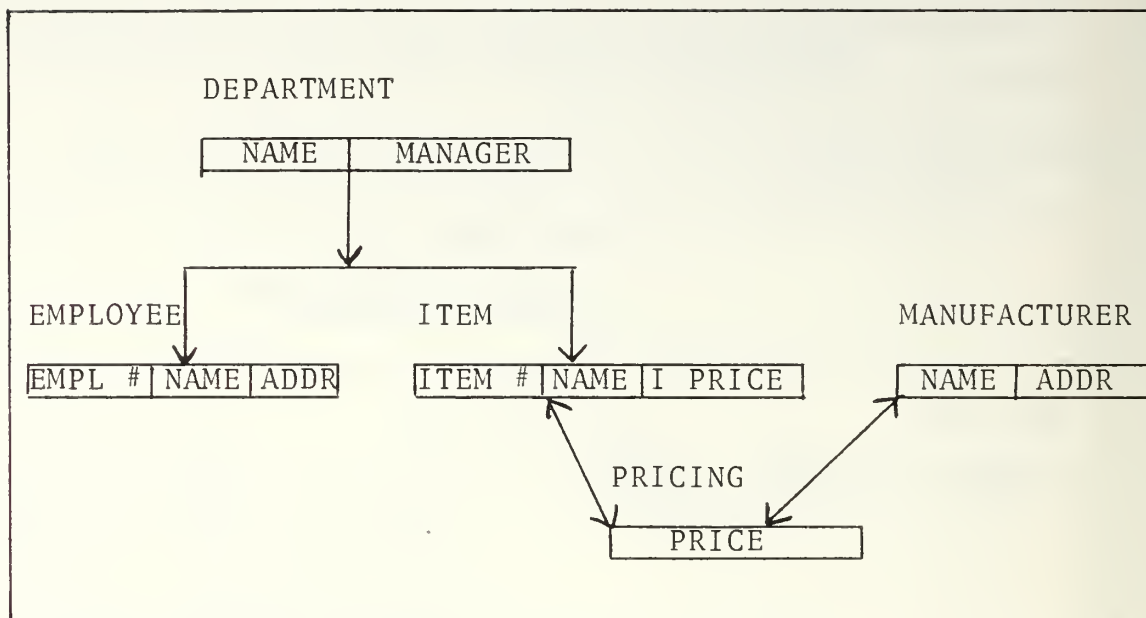 DEPARTMENT
NAME MANAGER
EMPLOYEE ITEM MANUFACTURER
EMPL # NAME ADDR ITEM # NAME I PRICE NAME ADDR
PRICING
PRICE